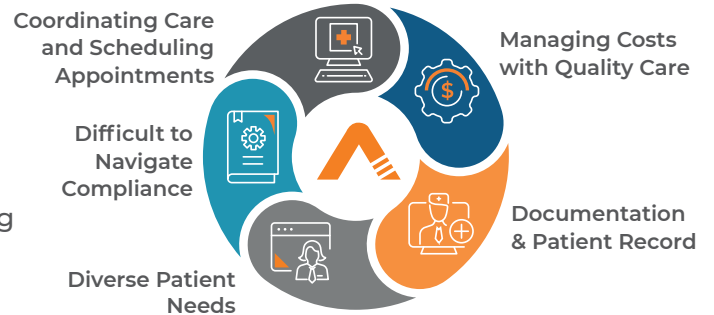 Coordinating Care
and Scheduling
Appointments
Managing Costs
with Quality Care
$
Difficult to
Navigate
Compliance
g
Documentation
& Patient Record
Diverse Patient
Needs